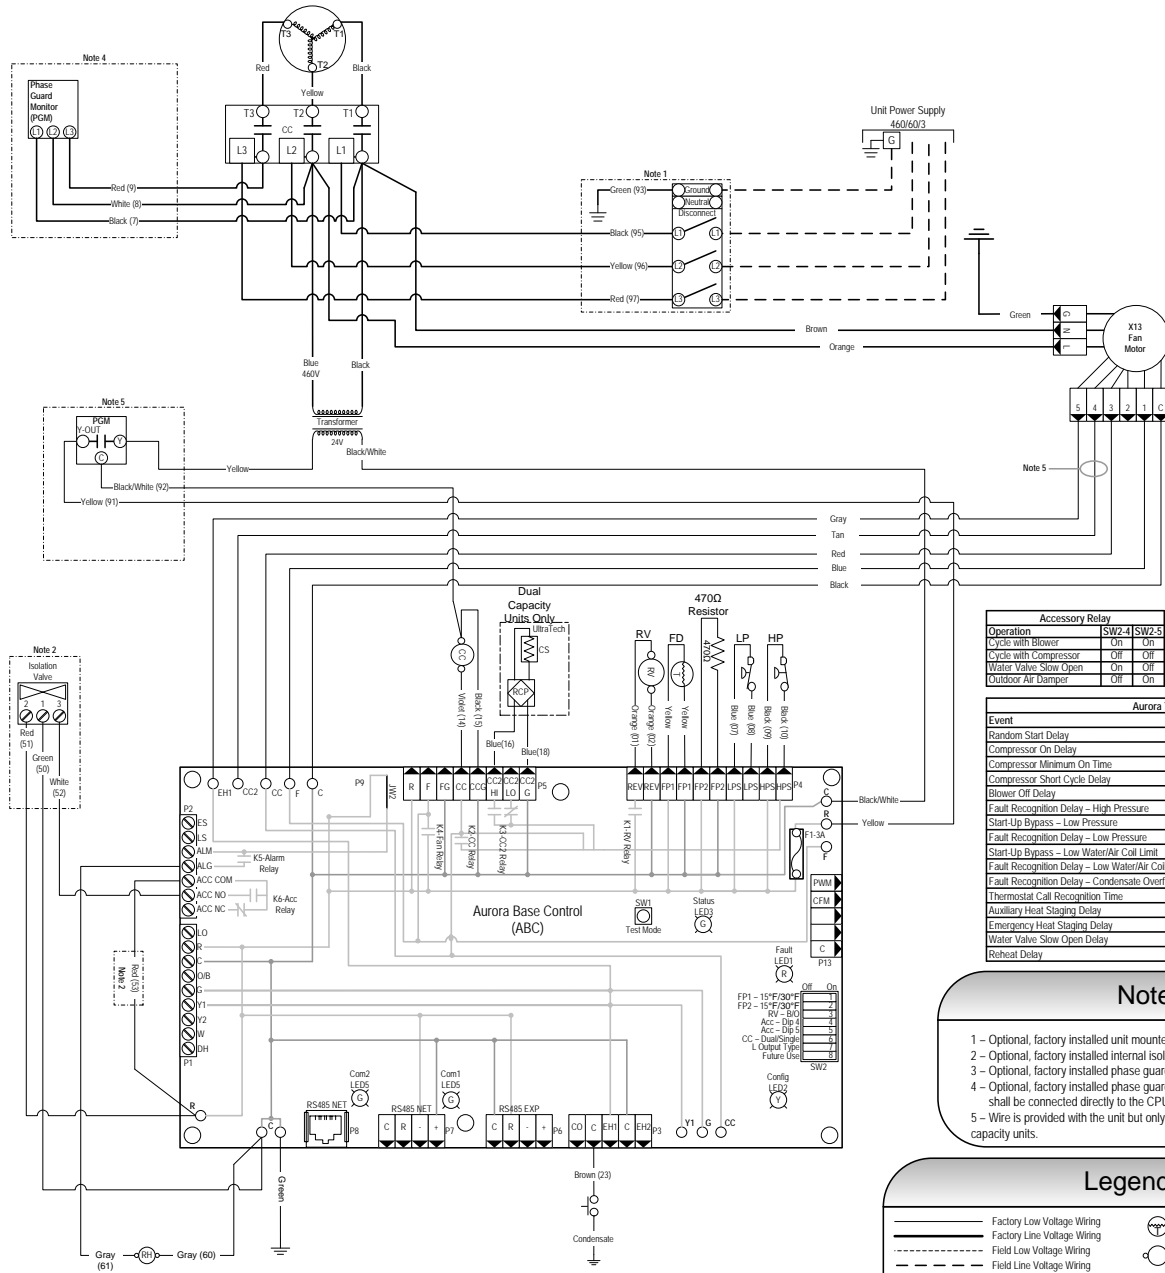 T3
T1
T2
Red
Black
Yellow
T3
T2
T1
CC
L3
L2
L1
Note 4
Phase
Guard
Monitor
(PGM)
L1 L2 L3
Red (9)
White (8)
Black (7)
Unit Power Supply
460/60/3
G
Note 1
Green (93)
Ground
Neutral
Disconnect
Black (95)
L1 L1
Yellow (96)
L2 L2
Red (97)
L3 L3
Green
Brown
Orange
G
N
L
X13
Fan
Motor
5 4 3 2 1 C
Note 5
Blue
460V
Black
Transformer
24V
Black/White
Note 5
PGM
Y-OUT
Y
C
Yellow
Black/White (92)
Yellow (91)
Gray
Tan
Red
Blue
Black
Dual
Capacity
Units Only
UltraTech
CS
RCP
CC
Violet (14)
Black (15)
Blue(16)
Blue(18)
470Ω
Resistor
470Ω
RV
RV
FD
T
LP
HP
Orange (01)
Orange (02)
Yellow
Yellow
Blue (07)
Blue (08)
Black (09)
Black (10)
Accessory Relay
Operation SW2-4 SW2-5
Cycle with Blower On On
Cycle with Compressor Off Off
Water Valve Slow Open On Off
Outdoor Air Damper Off On
Aurora
Event
Random Start Delay
Compressor On Delay
Compressor Minimum On Time
Compressor Short Cycle Delay
Blower Off Delay
Fault Recognition Delay – High Pressure
Start-Up Bypass – Low Pressure
Fault Recognition Delay – Low Pressure
Start-Up Bypass – Low Water/Air Coil Limit
Fault Recognition Delay – Low Water/Air Coi
Fault Recognition Delay – Condensate Overf
Thermostat Call Recognition Time
Auxiliary Heat Staging Delay
Emergency Heat Staging Delay
Water Valve Slow Open Delay
Reheat Delay
Note 2
Isolation
Valve
2 1 3
Red
(51)
Green
(50)
White
(52)
EH1 CC2 CC F C
P9
JW2
R F FG CC CCG CC2 HI CC2 LO CC2 G
P5
REV REV FP1 FP1 FP2 FP2 LPS LPS HPS HPS
P4
C
Black/White
R
Yellow
F1-3A
F
P2
ES
LS
ALM
ALG
ACC COM
ACC NO
ACC NC
K5-Alarm
Relay
K6-Acc
Relay
K4-Fan Relay
K2-CC Relay
K3-CC2 Relay
K1-RV Relay
Aurora Base Control
(ABC)
SW1
Test Mode
Status
LED3
G
PWM
CFM
C
P13
Fault
LED1
R
LO
R
C
O/B
G
Y1
Y2
W
DH
P1
Red (53)
Note 2
Off On
FP1 – 15°F/30°F 1
FP2 – 15°F/30°F 2
RV – B/O 3
Acc – Dip 4 4
Acc – Dip 5 5
CC – Dual/Single 6
L Output Type 7
Future Use 8
SW2
Config
LED2
Y
R
C
Com2
LED5
G
Com1
LED5
G
RS485 NET
P8
RS485 NET
C R - +
P7
RS485 EXP
C R - +
P6
CO C EH1 C EH2
P3
Y1 G CC
Green
Brown (23)
Condensate
Gray
(61)
RH
Gray (60)
Note
1 – Optional, factory installed unit mounte
2 – Optional, factory installed internal isol
3 – Optional, factory installed phase guar
4 – Optional, factory installed phase guar
shall be connected directly to the CPU
5 – Wire is provided with the unit but only
capacity units.
Legend
Factory Low Voltage Wiring
Factory Line Voltage Wiring
Field Low Voltage Wiring
Field Line Voltage Wiring